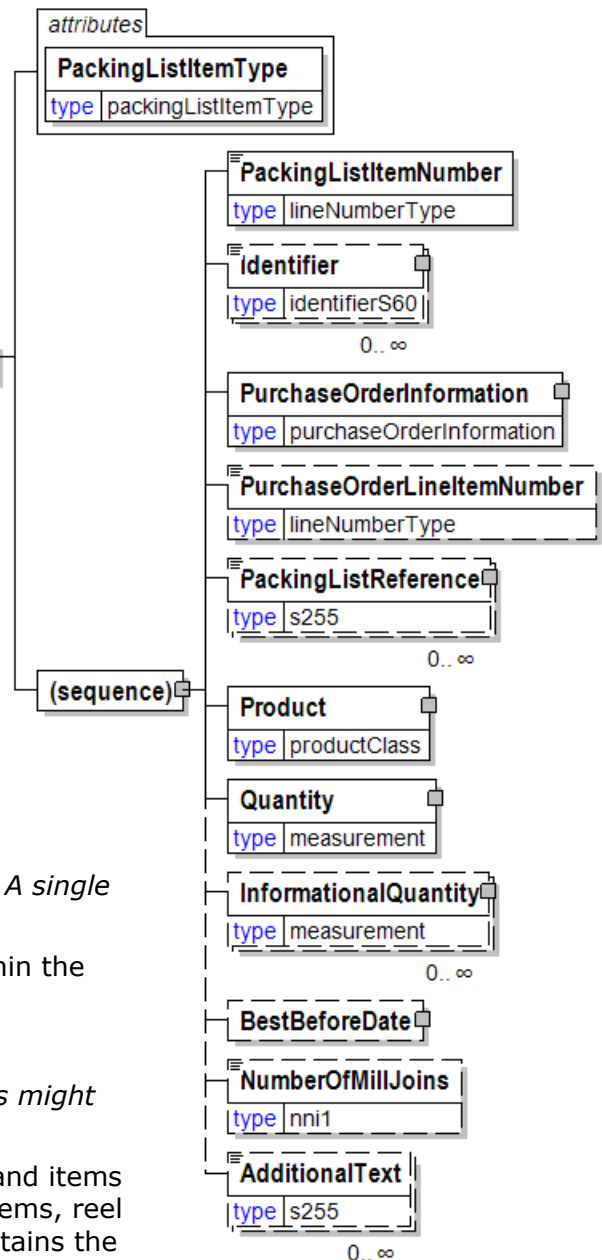 attributes
PackingListItemType
type packingListItemType
PackingListItemNumber
type lineNumberType
Identifier
type identifierS60
0.. ∞
PurchaseOrderInformation
type purchaseOrderInformation
PurchaseOrderLineItemNumber
type lineNumberType
PackingListReference
type s255
0.. ∞
(sequence)
Product
type productClass
Quantity
type measurement
A single
InformationalQuantity
type measurement
hin the
0.. ∞
BestBeforeDate
s might
NumberOfMillJoins
type nni1
and items
AdditionalText
ems, reel
type s255
tains the
0.. ∞